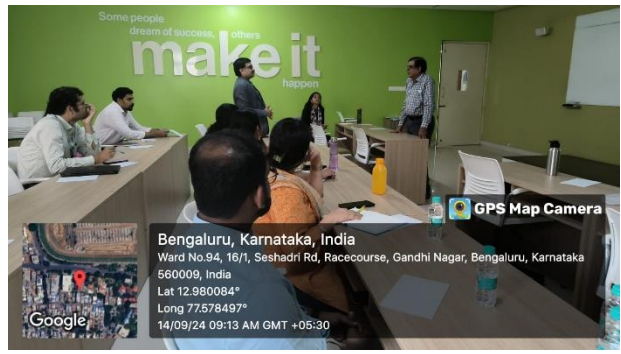 Some people
dream of success, others
make it
happen
GPS Map Camera
Bengaluru, Karnataka, India
Ward No.94, 16/1, Seshadri Rd, Racecourse, Gandhi Nagar, Bengaluru, Karnataka
560009, India
Lat 12.980084°
Long 77.578497°
14/09/24 09:13 AM GMT +05:30
Google